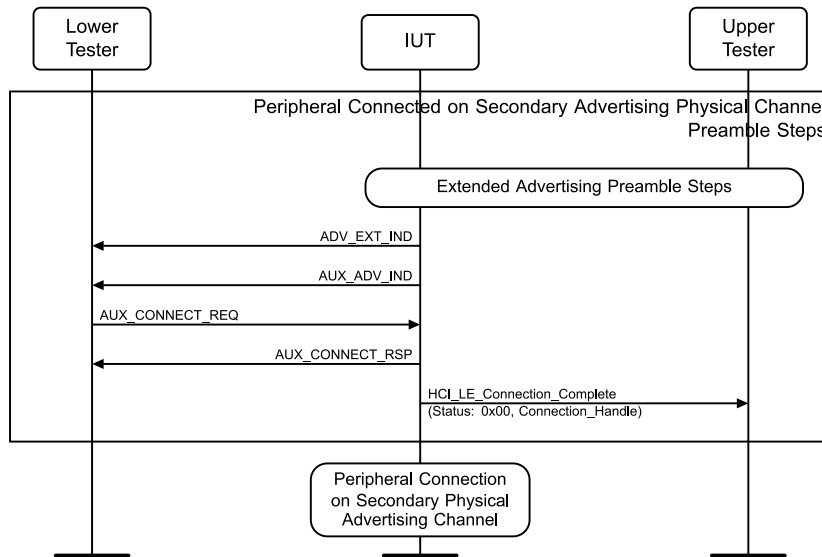 Lower
Tester
IUT
Upper
Tester
Peripheral Connected on Secondary Advertising Physical Channel
Preamble Steps
Extended Advertising Preamble Steps
ADV_EXT_IND
AUX_ADV_IND
AUX_CONNECT_REQ
AUX_CONNECT_RSP
HCI_LE_Connection_Complete
(Status: 0x00, Connection_Handle)
Peripheral Connection
on Secondary Physical
Advertising Channel